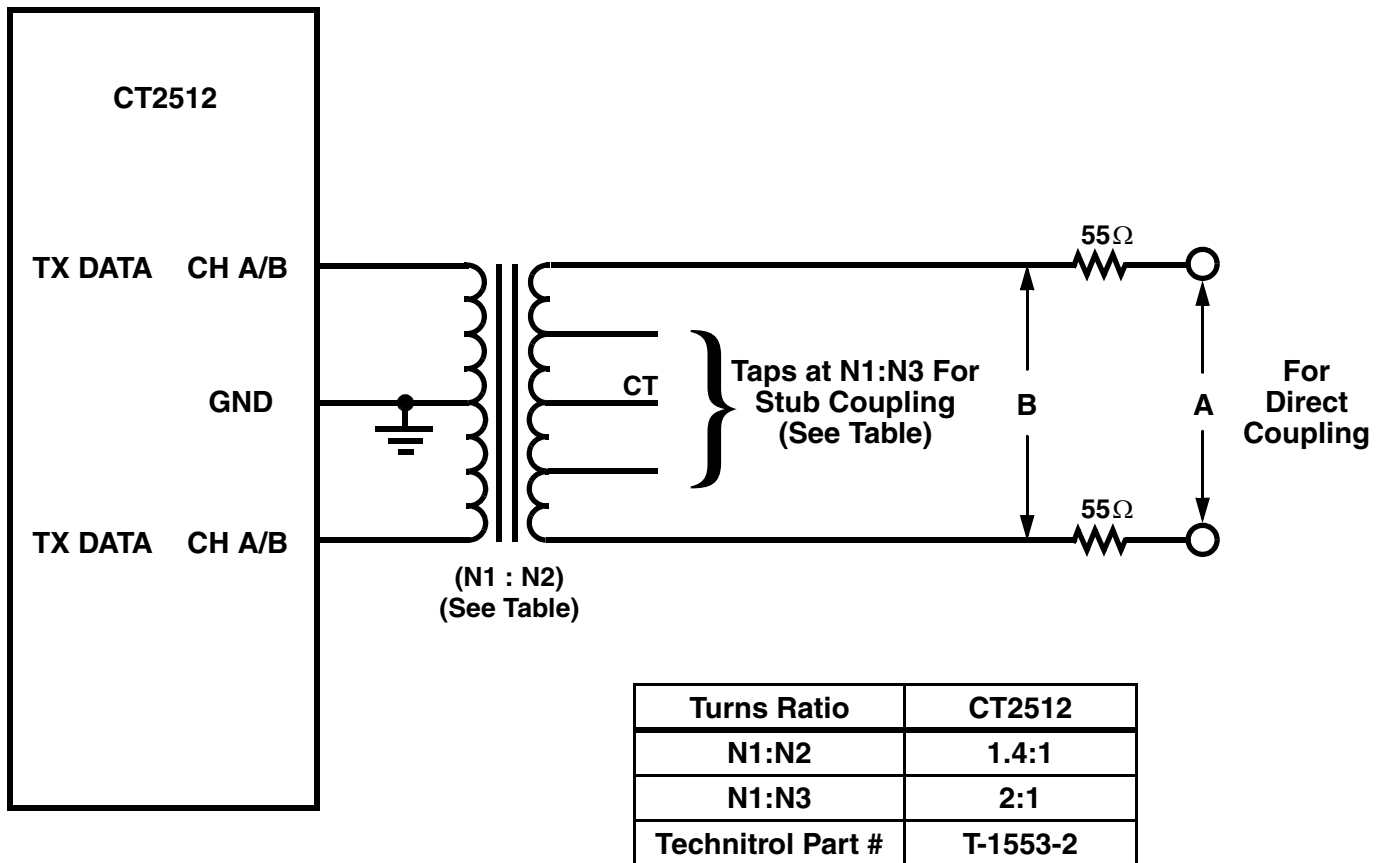 CT2512
TX DATA CH A/B
GND
TX DATA CH A/B
(N1 : N2)
(See Table)
CT
Taps at N1:N3 For
Stub Coupling
(See Table)
55Ω
B
A
55Ω
For
Direct
Coupling
Turns Ratio CT2512
N1:N2 1.4:1
N1:N3 2:1
Technitrol Part # T-1553-2